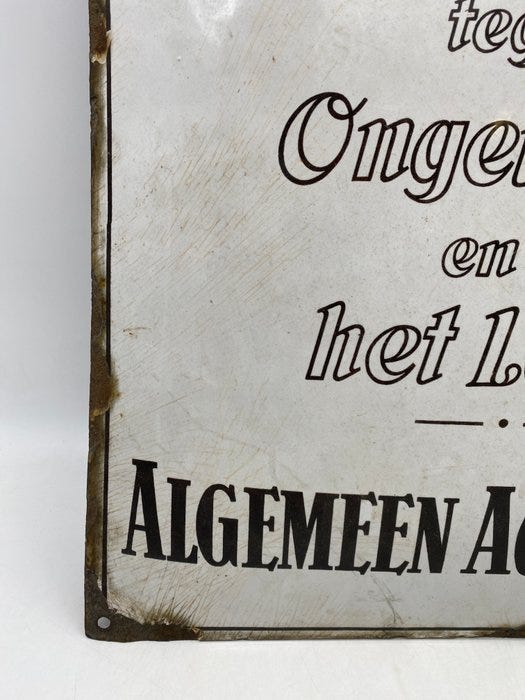 teg
Onge
en
het L
ALGEMEEN A